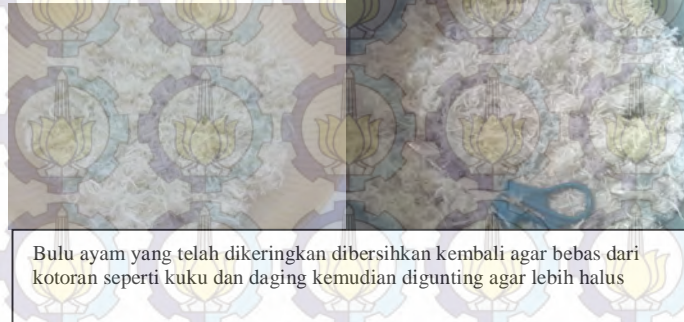 Bulu ayam yang telah dikeringkan dibersihkan kembali agar bebas dari
kotoran seperti kuku dan daging kemudian digunting agar lebih halus